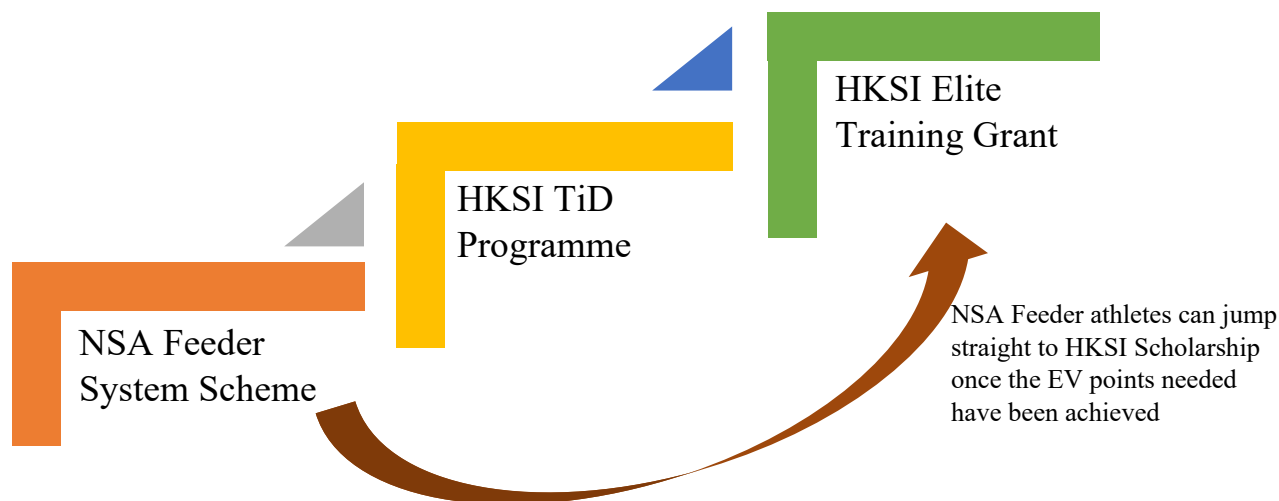 HKSI Elite
Training Grant
HKSI TiD
Programme
NSA Feeder
System Scheme
NSA Feeder athletes can jump
straight to HKSI Scholarship
once the EV points needed
have been achieved